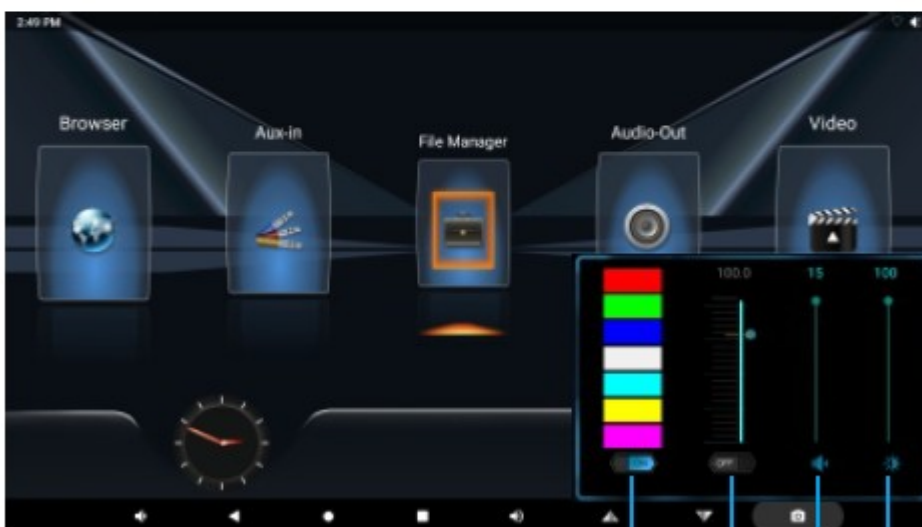 2:49 PM
Browser
Aux-in
File Manager
Audio-Out
Video
100.0
15
100
ON
OFF